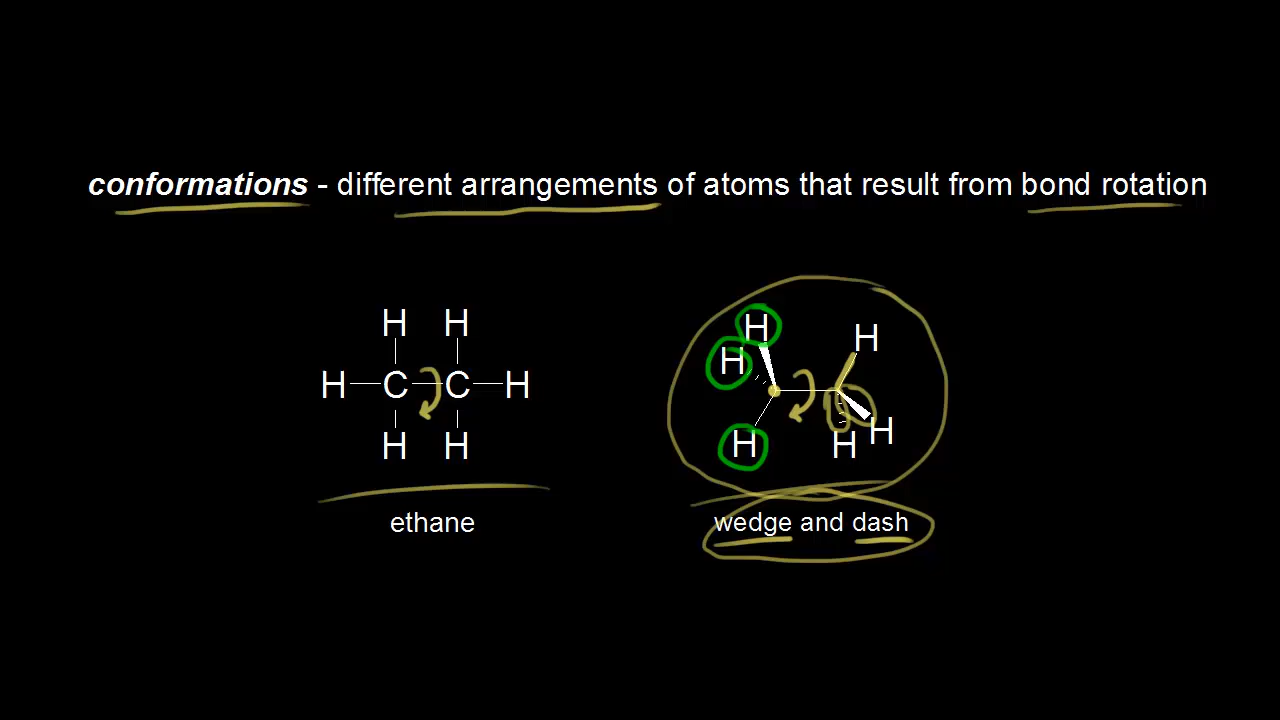 conformations - different arrangements of atoms that result from bond rotation
H H
H C C H
H H
ethane
H H
H
H H H
wedge and dash